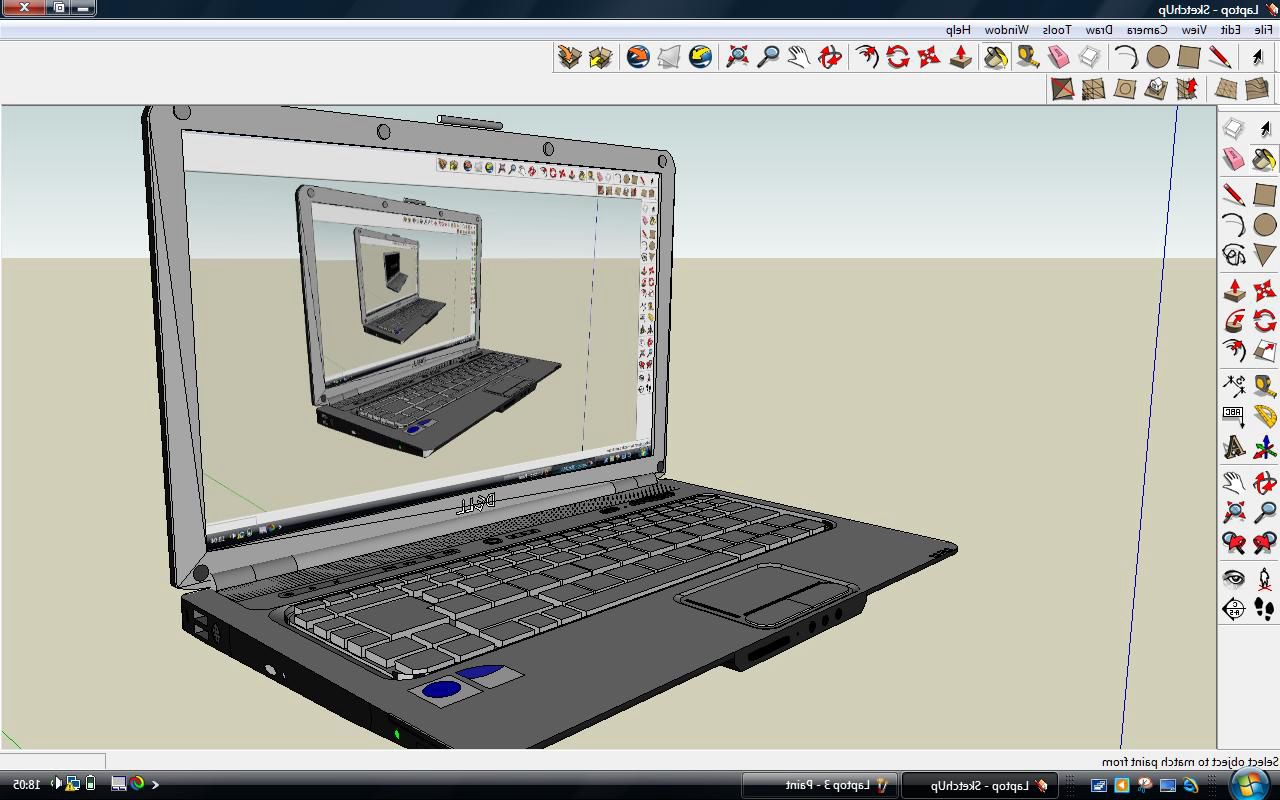 Laptop - SketchUp
File Edit View Camera Draw Tools Window Help
ABC
DELL
Select object to match paint from
Laptop - SketchUp
Laptop 3 - Paint
18:05